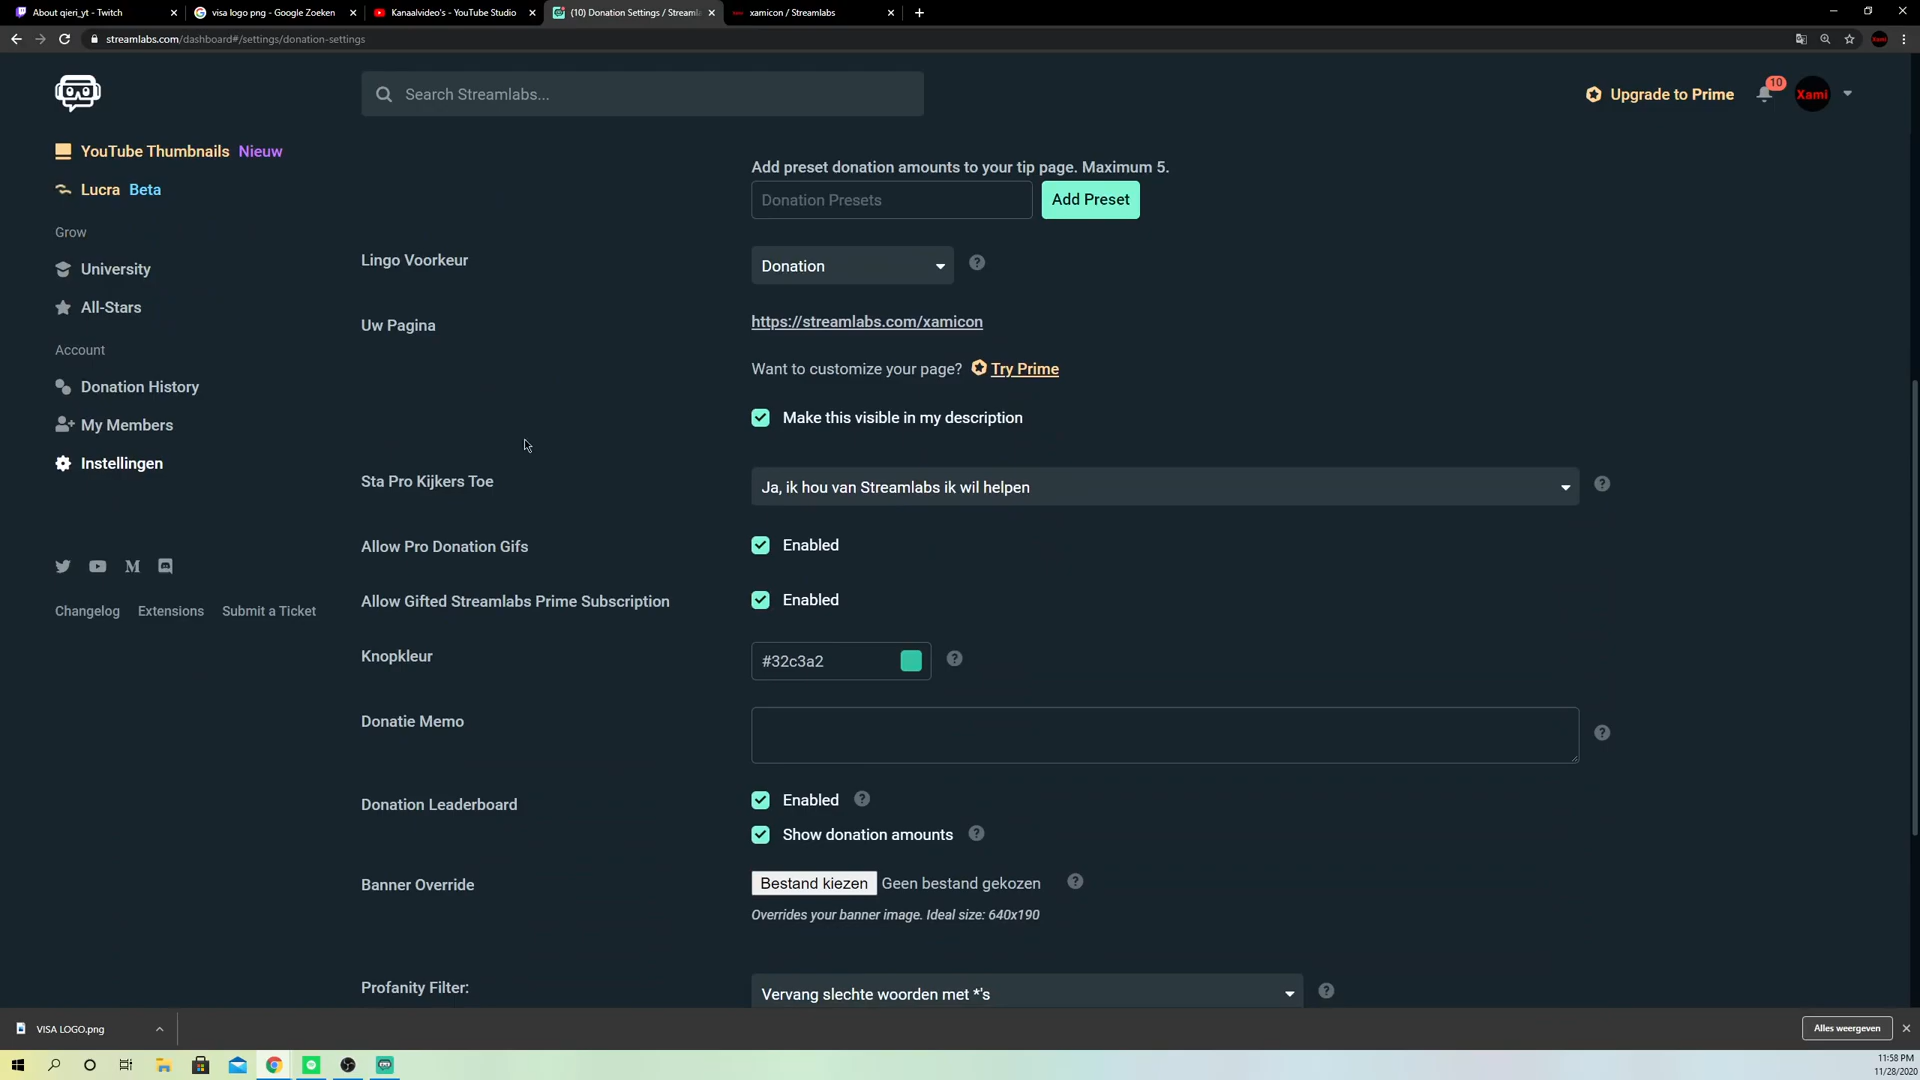 About qieri_yt - Twitch
visa logo png - Google Zoeken
Kanaalvideo's - YouTube Studio
(10) Donation Settings / Streamla
xamicon / Streamlabs
streamlabs.com/dashboard#/settings/donation-settings
Search Streamlabs...
Upgrade to Prime
10
Xami
YouTube Thumbnails Nieuw
Lucra Beta
Grow
University
All-Stars
Account
Donation History
My Members
Instellingen
Changelog Extensions Submit a Ticket
Add preset donation amounts to your tip page. Maximum 5.
Donation Presets Add Preset
Lingo Voorkeur Donation
Uw Pagina https://streamlabs.com/xamicon
Want to customize your page? Try Prime
Make this visible in my description
Sta Pro Kijkers Toe Ja, ik hou van Streamlabs ik wil helpen
Allow Pro Donation Gifs Enabled
Allow Gifted Streamlabs Prime Subscription Enabled
Knopkleur #32c3a2
Donatie Memo
Donation Leaderboard Enabled
Show donation amounts
Banner Override Bestand kiezen Geen bestand gekozen
Overrides your banner image. Ideal size: 640x190
Profanity Filter: Vervang slechte woorden met *'s
VISA LOGO.png
Alles weergeven
11:58 PM
11/28/2020